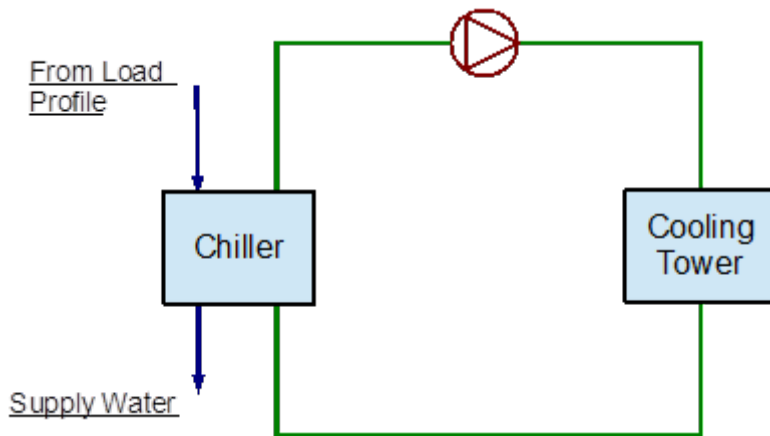 From Load
Profile
Chiller
Cooling
Tower
Supply Water